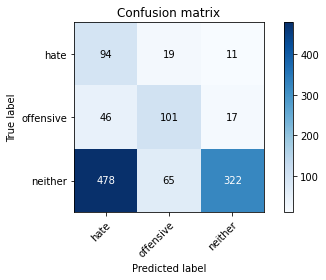 Confusion matrix
hate 94 19 11
offensive 46 101 17
neither 478 65 322
hate offensive neither
True label
Predicted label
400
300
200
100